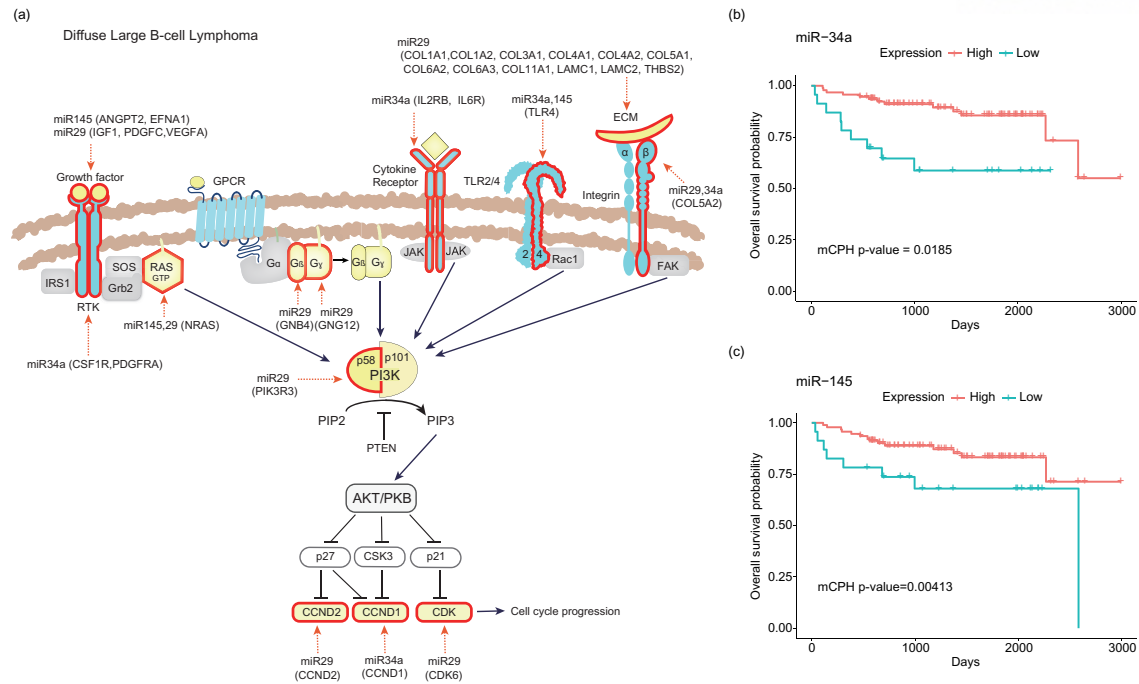 (a)
Diffuse Large B-cell Lymphoma
miR29
(COL1A1,COL1A2, COL3A1, COL4A1, COL4A2, COL5A1,
COL6A2, COL6A3, COL11A1, LAMC1, LAMC2, THBS2)
miR34a (IL2RB, IL6R)
miR34a,145
(TLR4)
ECM
miR145 (ANGPT2, EFNA1)
miR29 (IGF1, PDGFC,VEGFA)
Growth factor
GPCR
Cytokine
Receptor
TLR2/4
α
β
Integrin
miR29,34a
(COL5A2)
IRS1
SOS
Grb2
RAS
GTP
RTK
Gα
Gß
Gγ
Gß
Gγ
JAK
JAK
2
4
Rac1
FAK
miR145,29 (NRAS)
miR29
(GNB4)
miR29
(GNG12)
miR34a (CSF1R,PDGFRA)
p58
p101
PI3K
miR29
(PIK3R3)
PIP2
PIP3
PTEN
AKT/PKB
p27
CSK3
p21
CCND2
CCND1
CDK
Cell cycle progression
miR29
(CCND2)
miR34a
(CCND1)
miR29
(CDK6)
(b)
miR−34a
Expression High Low
Overall survival probability
1.00
0.75
0.50
0.25
0.00
mCPH p-value = 0.0185
0 1000 2000 3000
Days
(c)
miR−145
Expression High Low
Overall survival probability
1.00
0.75
0.50
0.25
0.00
mCPH p-value=0.00413
0 1000 2000 3000
Days